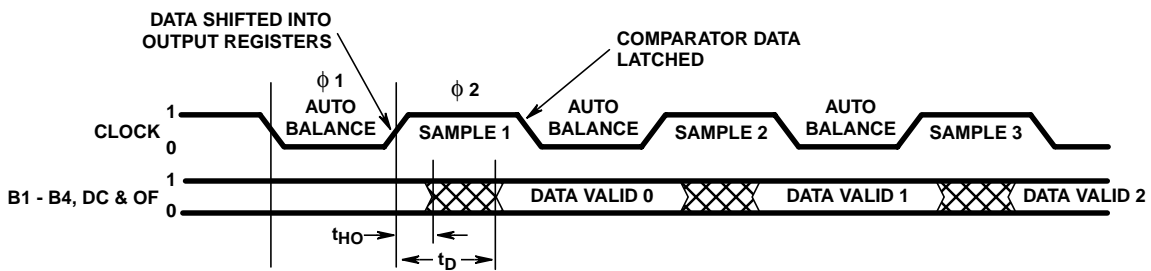 DATA SHIFTED INTO
OUTPUT REGISTERS
COMPARATOR DATA
LATCHED
ϕ 1
ϕ 2
AUTO
BALANCE
AUTO
BALANCE
AUTO
BALANCE
1
CLOCK
0
SAMPLE 1
SAMPLE 2
SAMPLE 3
1
B1 - B4, DC & OF
0
DATA VALID 0
DATA VALID 1
DATA VALID 2
tHO
tD